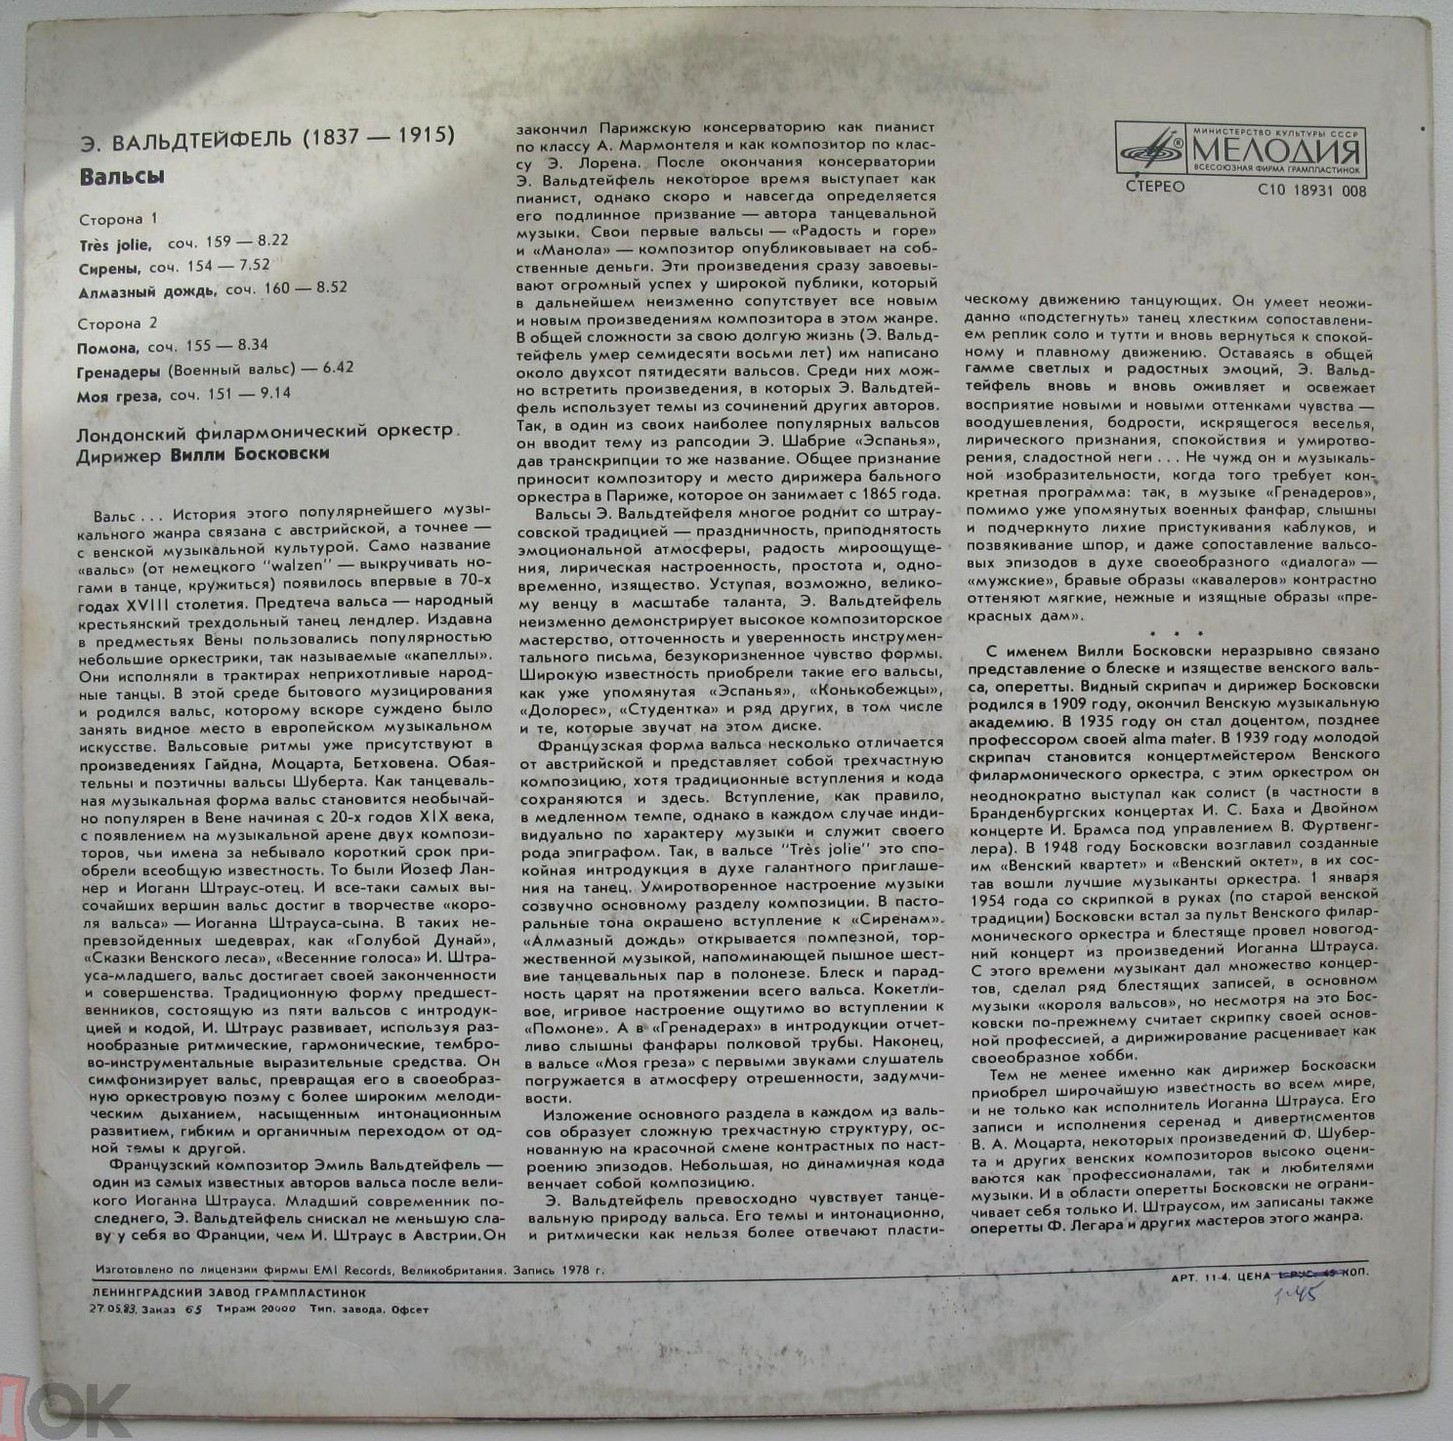 Э. ВАЛЬДТЕЙФЕЛЬ (1837 — 1915)
Вальсы
Сторона 1
Très jolie, соч. 159 — 8.22
Сирены, соч. 154 — 7.52
Алмазный дождь, соч. 160 — 8.52
Сторона 2
Помона, соч. 155 — 8.34
Гренадеры (Военный вальс) — 6.42
Моя греза, соч. 151 — 9.14
Лондонский филармонический оркестр.
Дирижер Вилли Босковски
Вальс... История этого популярнейшего музы-
кального жанра связана с австрийской, а точнее —
с венской музыкальной культурой. Само название
«вальс» (от немецкого "walzen" — выкручивать но-
гами в танце, кружиться) появилось впервые в 70-х
годах XVIII столетия. Предтеча вальса — народный
крестьянский трехдольный танец лендлер. Издавна
в предместьях Вены пользовались популярностью
небольшие оркестрики, так называемые «капеллы».
Они исполняли в трактирах неприхотливые народ-
ные танцы. В этой среде бытового музицирования
и родился вальс, которому вскоре суждено было
занять видное место в европейском музыкальном
искусстве. Вальсовые ритмы уже присутствуют в
произведениях Гайдна, Моцарта, Бетховена. Обая-
тельны и поэтичны вальсы Шуберта. Как танцеваль-
ная музыкальная форма вальс становится необычай-
но популярен в Вене начиная с 20-х годов XIX века,
с появлением на музыкальной арене двух компози-
торов, чьи имена за небывало короткий срок при-
обрели всеобщую известность. То были Йозеф Лан-
нер и Иоганн Штраус-отец. И все-таки самых вы-
сочайших вершин вальс достиг в творчестве «коро-
ля вальса» — Иоганна Штрауса-сына. В таких не-
превзойденных шедеврах, как «Голубой Дунай»,
«Сказки Венского леса», «Весенние голоса» И. Штра-
уса-младшего, вальс достигает своей законченности
и совершенства. Традиционную форму предшест-
венников, состоящую из пяти вальсов с интродук-
цией и кодой, И. Штраус развивает, используя раз-
нообразные ритмические, гармонические, тембро-
во-инструментальные выразительные средства. Он
симфонизирует вальс, превращая его в своеобраз-
ную оркестровую поэму с более широким мелоди-
ческим дыханием, насыщенным интонационным
развитием, гибким и органичным переходом от од-
ной темы к другой.
Французский композитор Эмиль Вальдтейфель —
один из самых известных авторов вальса после вели-
кого Иоганна Штрауса. Младший современник по-
следнего, Э. Вальдтейфель снискал не меньшую сла-
ву у себя во Франции, чем И. Штраус в Австрии. Он
закончил Парижскую консерваторию как пианист
по классу А. Мармонтеля и как композитор по клас-
су Э. Лорена. После окончания консерватории
Э. Вальдтейфель некоторое время выступает как
пианист, однако скоро и навсегда определяется
его подлинное призвание — автора танцевальной
музыки. Свои первые вальсы — «Радость и горе»
и «Манола» — композитор опубликовывает на соб-
ственные деньги. Эти произведения сразу завоевы-
вают огромный успех у широкой публики, который
в дальнейшем неизменно сопутствует все новым
и новым произведениям композитора в этом жанре.
В общей сложности за свою долгую жизнь (Э. Вальд-
тейфель умер семидесяти восьми лет) им написано
около двухсот пятидесяти вальсов. Среди них мож-
но встретить произведения, в которых Э. Вальдтей-
фель использует темы из сочинений других авторов.
Так, в один из своих наиболее популярных вальсов
он вводит тему из рапсодии Э. Шабрие «Эспанья»,
дав транскрипции то же название. Общее признание
приносит композитору и место дирижера бального
оркестра в Париже, которое он занимает с 1865 года.
Вальсы Э. Вальдтейфеля многое роднит со штрау-
совской традицией — праздничность, приподнятость
эмоциональной атмосферы, радость мироощуще-
ния, лирическая настроенность, простота и, одно-
временно, изящество. Уступая, возможно, велико-
му венцу в масштабе таланта, Э. Вальдтейфель
неизменно демонстрирует высокое композиторское
мастерство, отточенность и уверенность инструмен-
тального письма, безукоризненное чувство формы.
Широкую известность приобрели такие его вальсы,
как уже упомянутая «Эспанья», «Конькобежцы»,
«Долорес», «Студентка» и ряд других, в том числе
и те, которые звучат на этом диске.
Французская форма вальса несколько отличается
от австрийской и представляет собой трехчастную
композицию, хотя традиционные вступления и кода
сохраняются и здесь. Вступление, как правило,
в медленном темпе, однако в каждом случае инди-
видуально по характеру музыки и служит своего
рода эпиграфом. Так, в вальсе "Très jolie" это спо-
койная интродукция в духе галантного приглаше-
ния на танец. Умиротворенное настроение музыки
созвучно основному разделу композиции. В пасто-
ральные тона окрашено вступление к «Сиренам».
«Алмазный дождь» открывается помпезной, тор-
жественной музыкой, напоминающей пышное шест-
вие танцевальных пар в полонезе. Блеск и парад-
ность царят на протяжении всего вальса. Кокетли-
вое, игривое настроение ощутимо во вступлении к
«Помоне». А в «Гренадерах» в интродукции отчет-
ливо слышны фанфары полковой трубы. Наконец,
в вальсе «Моя греза» с первыми звуками слушатель
погружается в атмосферу отрешенности, задумчи-
вости.
Изложение основного раздела в каждом из валь-
сов образует сложную трехчастную структуру, ос-
нованную на красочной смене контрастных по наст-
роению эпизодов. Небольшая, но динамичная кода
венчает собой композицию.
Э. Вальдтейфель превосходно чувствует танце-
вальную природу вальса. Его темы и интонационно,
и ритмически как нельзя более отвечают пласти-
МИНИСТЕРСТВО КУЛЬТУРЫ СССР
МЕЛОДИЯ
ВСЕСОЮЗНАЯ ФИРМА ГРАМПЛАСТИНОК
СТЕРЕО С10 18931 008
ческому движению танцующих. Он умеет неожи-
данно «подстегнуть» танец хлестким сопоставлени-
ем реплик соло и тутти и вновь вернуться к спокой-
ному и плавному движению. Оставаясь в общей
гамме светлых и радостных эмоций, Э. Вальд-
тейфель вновь и вновь оживляет и освежает
восприятие новыми и новыми оттенками чувства —
воодушевления, бодрости, искрящегося веселья,
лирического признания, спокойствия и умиротво-
рения, сладостной неги... Не чужд он и музыкаль-
ной изобразительности, когда того требует кон-
кретная программа: так, в музыке «Гренадеров»,
помимо уже упомянутых военных фанфар, слышны
и подчеркнуто лихие пристукивания каблуков, и
позвякивание шпор, и даже сопоставление вальсо-
вых эпизодов в духе своеобразного «диалога» —
«мужские», бравые образы «кавалеров» контрастно
оттеняют мягкие, нежные и изящные образы «пре-
красных дам».
• • •
С именем Вилли Босковски неразрывно связано
представление о блеске и изяществе венского валь-
са, оперетты. Видный скрипач и дирижер Босковски
родился в 1909 году, окончил Венскую музыкальную
академию. В 1935 году он стал доцентом, позднее
профессором своей alma mater. В 1939 году молодой
скрипач становится концертмейстером Венского
филармонического оркестра, с этим оркестром он
неоднократно выступал как солист (в частности в
Бранденбургских концертах И. С. Баха и Двойном
концерте И. Брамса под управлением В. Фуртвенг-
лера). В 1948 году Босковски возглавил созданные
им «Венский квартет» и «Венский октет», в их сос-
тав вошли лучшие музыканты оркестра. 1 января
1954 года со скрипкой в руках (по старой венской
традиции) Босковски встал за пульт Венского филар-
монического оркестра и блестяще провел новогод-
ний концерт из произведений Иоганна Штрауса.
С этого времени музыкант дал множество концер-
тов, сделал ряд блестящих записей, в основном
музыки «короля вальсов», но несмотря на это Бос-
ковски по-прежнему считает скрипку своей основ-
ной профессией, а дирижирование расценивает как
своеобразное хобби.
Тем не менее именно как дирижер Босковски
приобрел широчайшую известность во всем мире,
и не только как исполнитель Иоганна Штрауса. Его
записи и исполнения серенад и дивертисментов
В. А. Моцарта, некоторых произведений Ф. Шубер-
та и других венских композиторов высоко оцени-
ваются как профессионалами, так и любителями
музыки. И в области оперетты Босковски не ограни-
чивает себя только И. Штраусом, им записаны также
оперетты Ф. Легара и других мастеров этого жанра.
Изготовлено по лицензии фирмы EMI Records, Великобритания. Запись 1978 г.
ЛЕНИНГРАДСКИЙ ЗАВОД ГРАМПЛАСТИНОК
27.05.83. Заказ 65 Тираж 20000 Тип. завода. Офсет
АРТ. 11-4. ЦЕНА 1 РУС. 45 КОП.
1-45
ОК